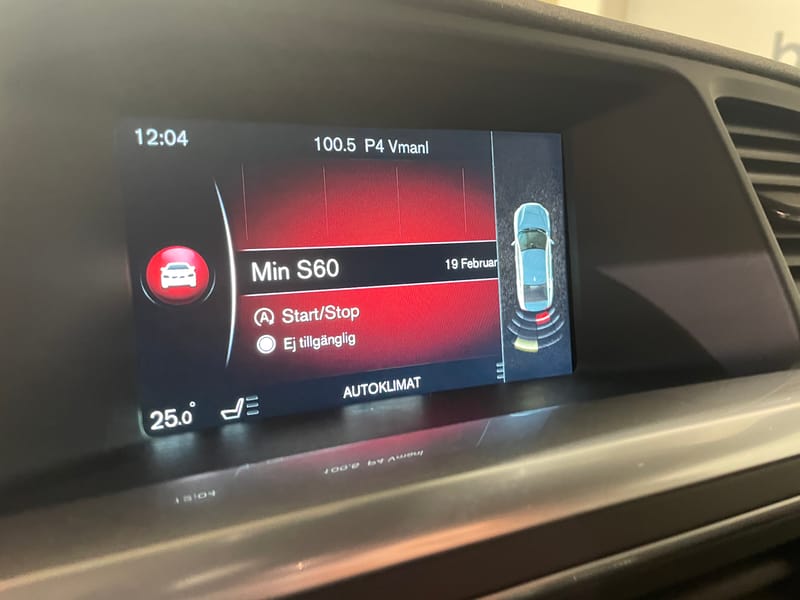 12:04
100.5 P4 Vmanl
Min S60
19 Februar
Start/Stop
Ej tillgänglig
AUTOKLIMAT
25.0°